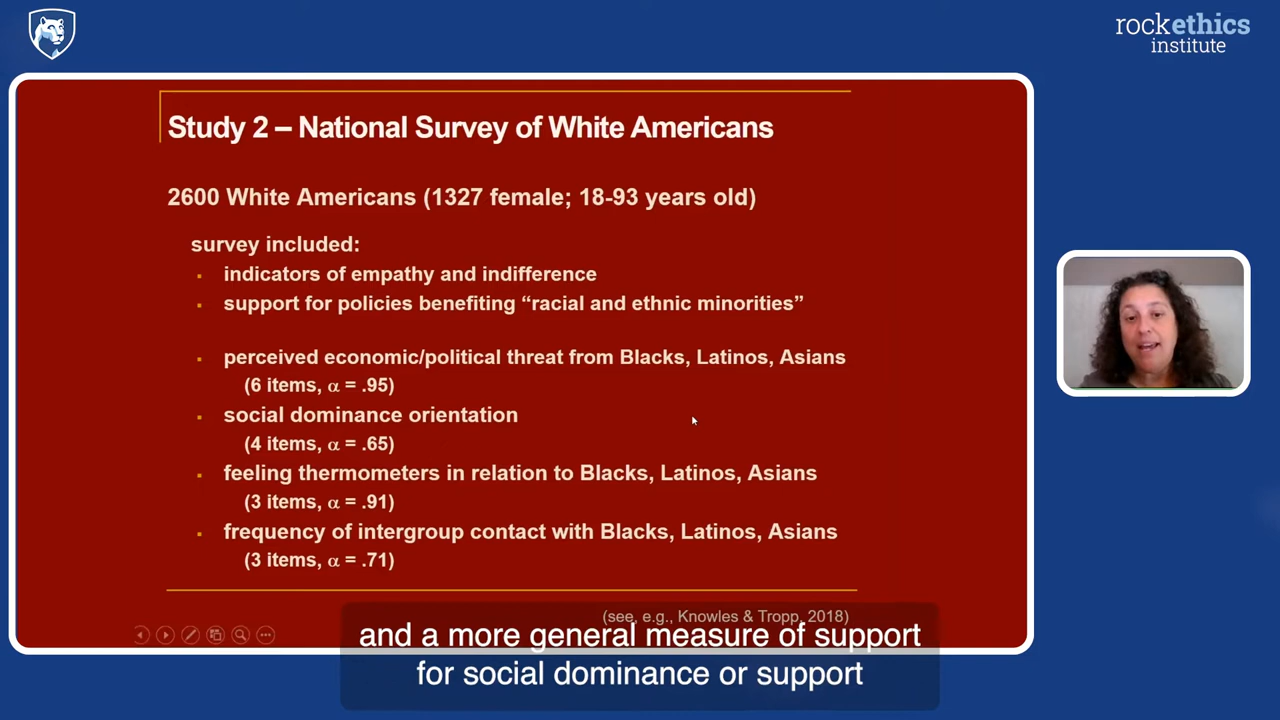 rockethics
institute
Study 2 – National Survey of White Americans
2600 White Americans (1327 female; 18-93 years old)
survey included:
▪ indicators of empathy and indifference
▪ support for policies benefiting “racial and ethnic minorities”
▪ perceived economic/political threat from Blacks, Latinos, Asians
(6 items, α = .95)
▪ social dominance orientation
(4 items, α = .65)
▪ feeling thermometers in relation to Blacks, Latinos, Asians
(3 items, α = .91)
▪ frequency of intergroup contact with Blacks, Latinos, Asians
(3 items, α = .71)
(see, e.g., Knowles & Tropp, 2018)
and a more general measure of support
for social dominance or support